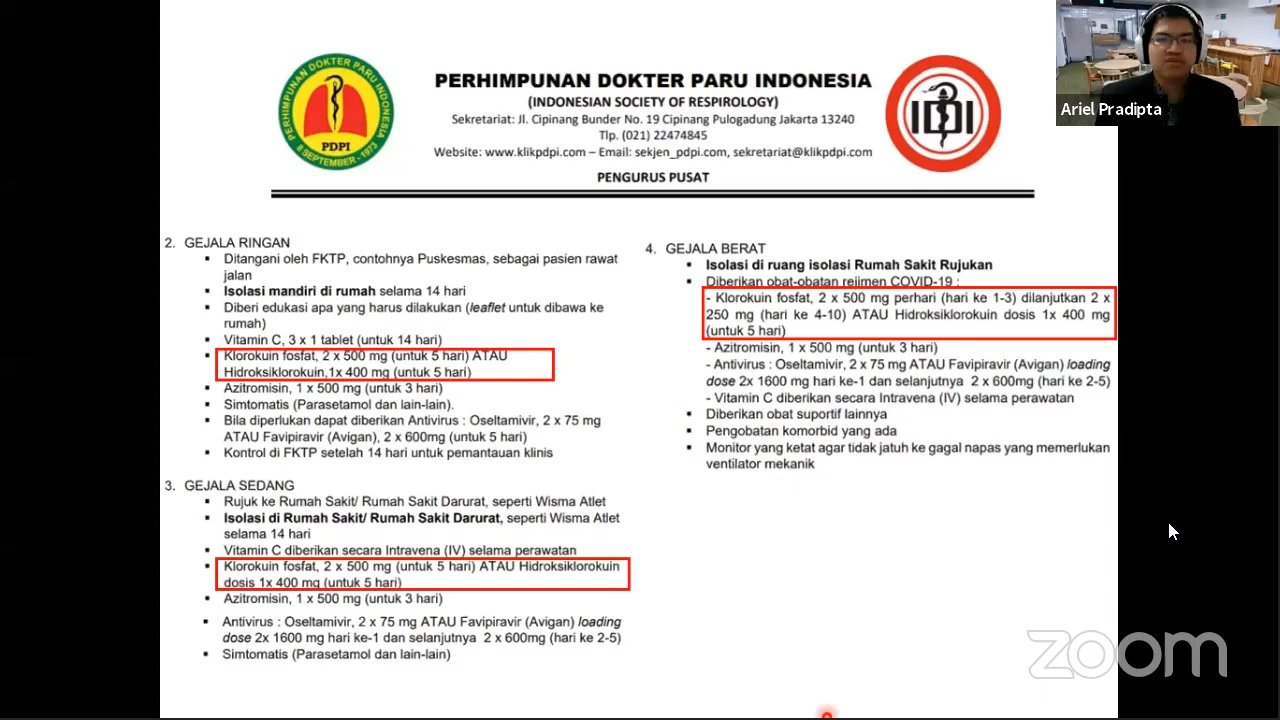 PERHIMPUNAN DOKTER PARU INDONESIA
PDPI
8 SEPTEMBER - 1973
PERHIMPUNAN DOKTER PARU INDONESIA
(INDONESIAN SOCIETY OF RESPIROLOGY)
Sekretariat: Jl. Cipinang Bunder No. 19 Cipinang Pulogadung Jakarta 13240
Tlp. (021) 22474845
Website: www.klikpdpi.com – Email: sekjen_pdpi.com, sekretariat@klikpdpi.com
PENGURUS PUSAT
IDI
Ariel Pradipta
2. GEJALA RINGAN
▪ Ditangani oleh FKTP, contohnya Puskesmas, sebagai pasien rawat
jalan
▪ Isolasi mandiri di rumah selama 14 hari
▪ Diberi edukasi apa yang harus dilakukan (leaflet untuk dibawa ke
rumah)
▪ Vitamin C, 3 x 1 tablet (untuk 14 hari)
▪ Klorokuin fosfat, 2 x 500 mg (untuk 5 hari) ATAU
Hidroksiklorokuin,1x 400 mg (untuk 5 hari)
▪ Azitromisin, 1 x 500 mg (untuk 3 hari)
▪ Simtomatis (Parasetamol dan lain-lain).
▪ Bila diperlukan dapat diberikan Antivirus : Oseltamivir, 2 x 75 mg
ATAU Favipiravir (Avigan), 2 x 600mg (untuk 5 hari)
▪ Kontrol di FKTP setelah 14 hari untuk pemantauan klinis
3. GEJALA SEDANG
▪ Rujuk ke Rumah Sakit/ Rumah Sakit Darurat, seperti Wisma Atlet
▪ Isolasi di Rumah Sakit/ Rumah Sakit Darurat, seperti Wisma Atlet
selama 14 hari
▪ Vitamin C diberikan secara Intravena (IV) selama perawatan
▪ Klorokuin fosfat, 2 x 500 mg (untuk 5 hari) ATAU Hidroksiklorokuin
dosis 1x 400 mg (untuk 5 hari)
▪ Azitromisin, 1 x 500 mg (untuk 3 hari)
▪ Antivirus : Oseltamivir, 2 x 75 mg ATAU Favipiravir (Avigan) loading
dose 2x 1600 mg hari ke-1 dan selanjutnya 2 x 600mg (hari ke 2-5)
▪ Simtomatis (Parasetamol dan lain-lain)
4. GEJALA BERAT
▪ Isolasi di ruang isolasi Rumah Sakit Rujukan
▪ Diberikan obat-obatan rejimen COVID-19 :
- Klorokuin fosfat, 2 x 500 mg perhari (hari ke 1-3) dilanjutkan 2 x
250 mg (hari ke 4-10) ATAU Hidroksiklorokuin dosis 1x 400 mg
(untuk 5 hari)
- Azitromisin, 1 x 500 mg (untuk 3 hari)
- Antivirus : Oseltamivir, 2 x 75 mg ATAU Favipiravir (Avigan) loading
dose 2x 1600 mg hari ke-1 dan selanjutnya 2 x 600mg (hari ke 2-5)
- Vitamin C diberikan secara Intravena (IV) selama perawatan
▪ Diberikan obat suportif lainnya
▪ Pengobatan komorbid yang ada
▪ Monitor yang ketat agar tidak jatuh ke gagal napas yang memerlukan
ventilator mekanik
zoom